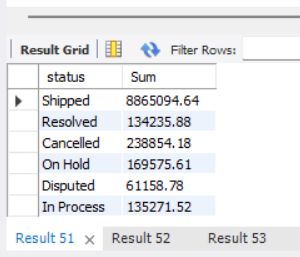 Result Grid Filter Rows:
status Sum
Shipped 8865094.64
Resolved 134235.88
Cancelled 238854.18
On Hold 169575.61
Disputed 61158.78
In Process 135271.52
Result 51 × Result 52 Result 53